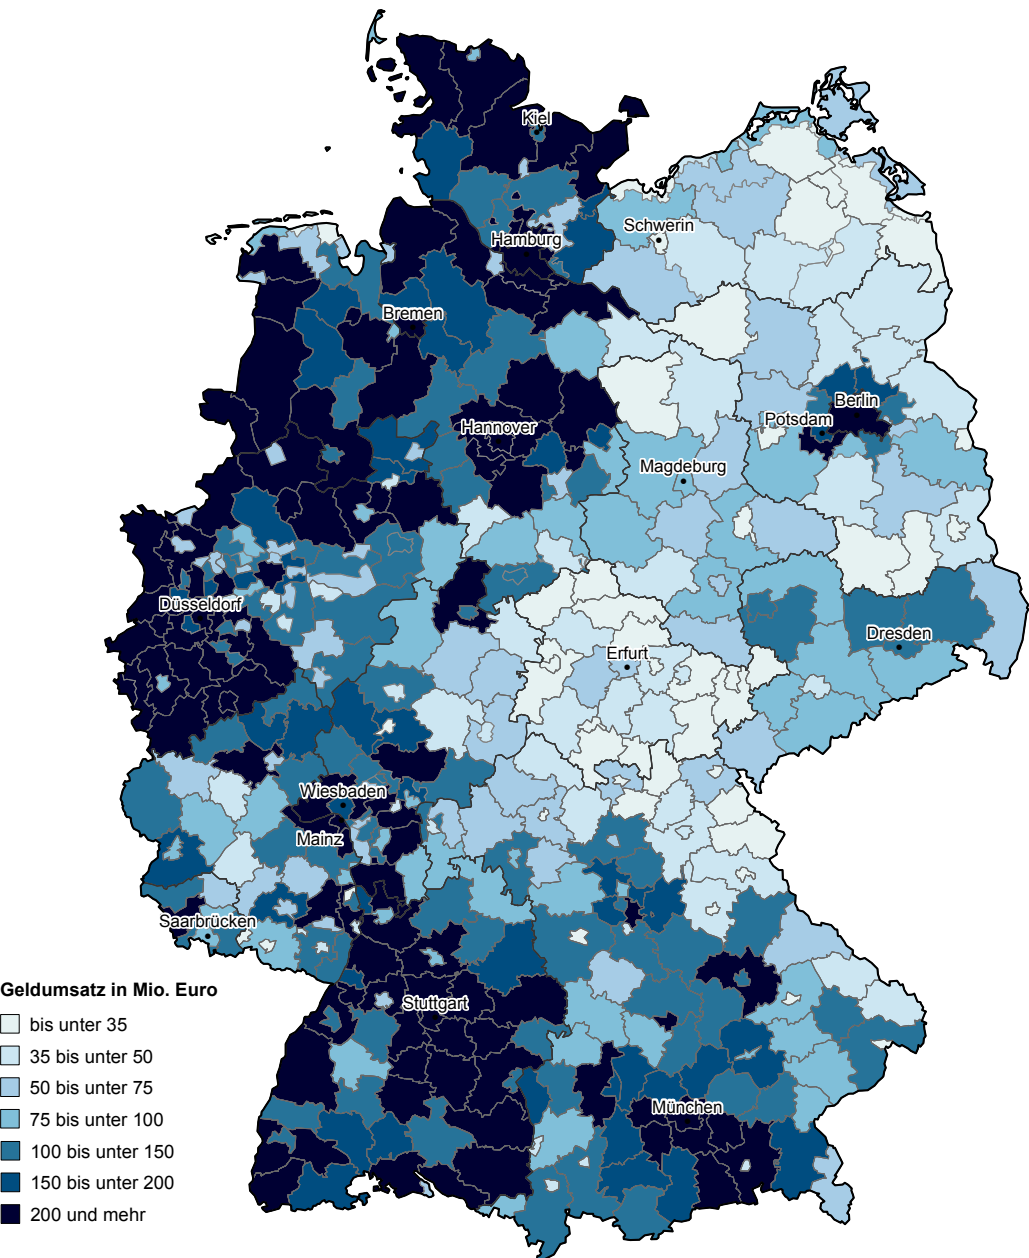 Kiel
Schwerin
Hamburg
Bremen
Berlin
Potsdam
Hannover
Magdeburg
Düsseldorf
Dresden
Erfurt
Wiesbaden
Mainz
Saarbrücken
Stuttgart
München
Geldumsatz in Mio. Euro
bis unter 35
35 bis unter 50
50 bis unter 75
75 bis unter 100
100 bis unter 150
150 bis unter 200
200 und mehr